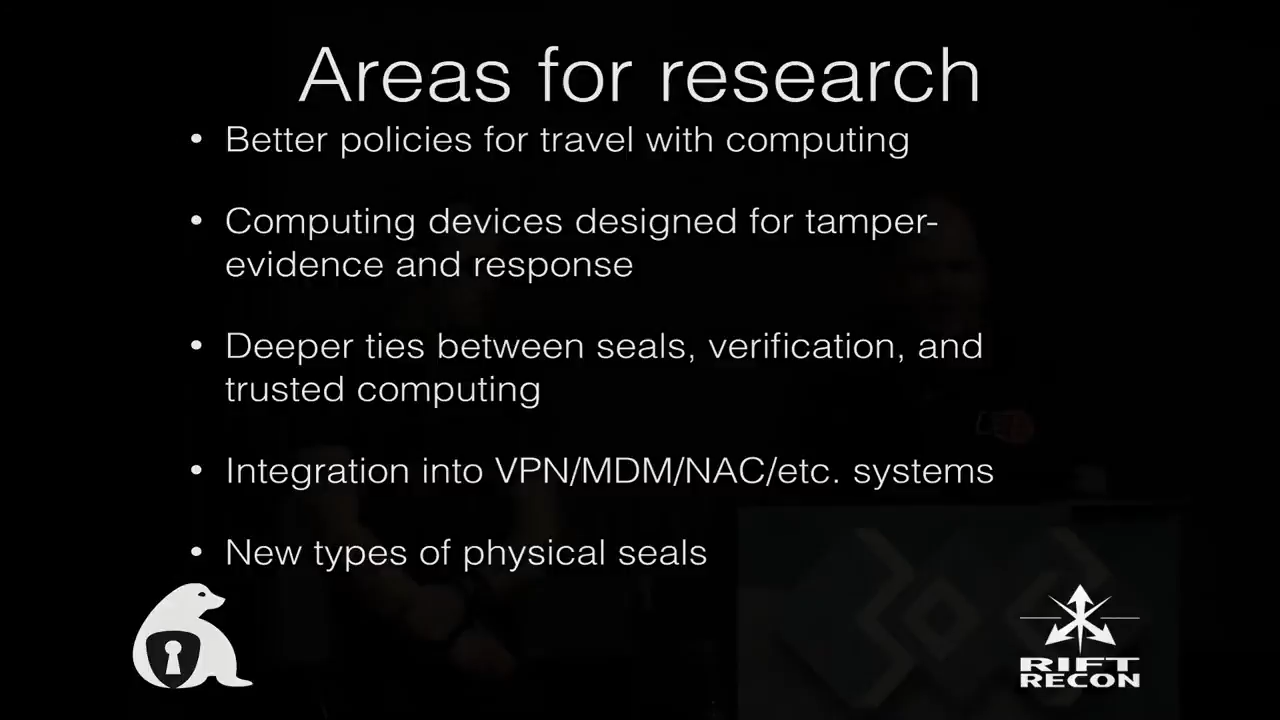 Areas for research
• Better policies for travel with computing
• Computing devices designed for tamper-
evidence and response
• Deeper ties between seals, verification, and
trusted computing
• Integration into VPN/MDM/NAC/etc. systems
• New types of physical seals
RIFT
RECON